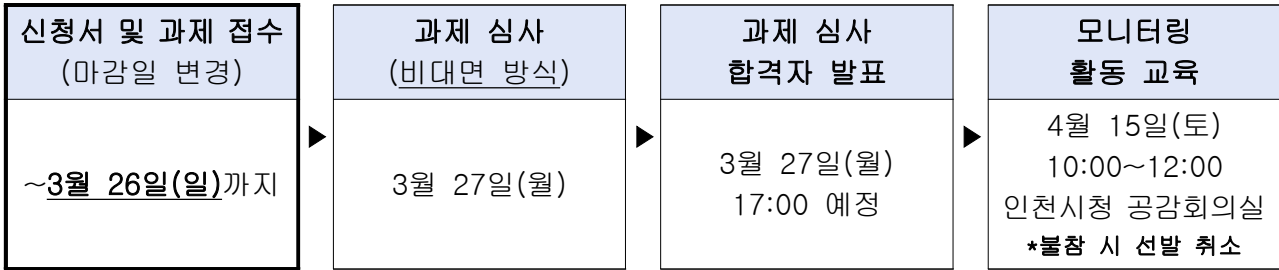 신청서 및 과제 접수
(마감일 변경)
~3월 26일(일)까지
▶
과제 심사
(비대면 방식)
3월 27일(월)
▶
과제 심사
합격자 발표
3월 27일(월)
17:00 예정
▶
모니터링
활동 교육
4월 15일(토)
10:00~12:00
인천시청 공감회의실
*불참 시 선발 취소